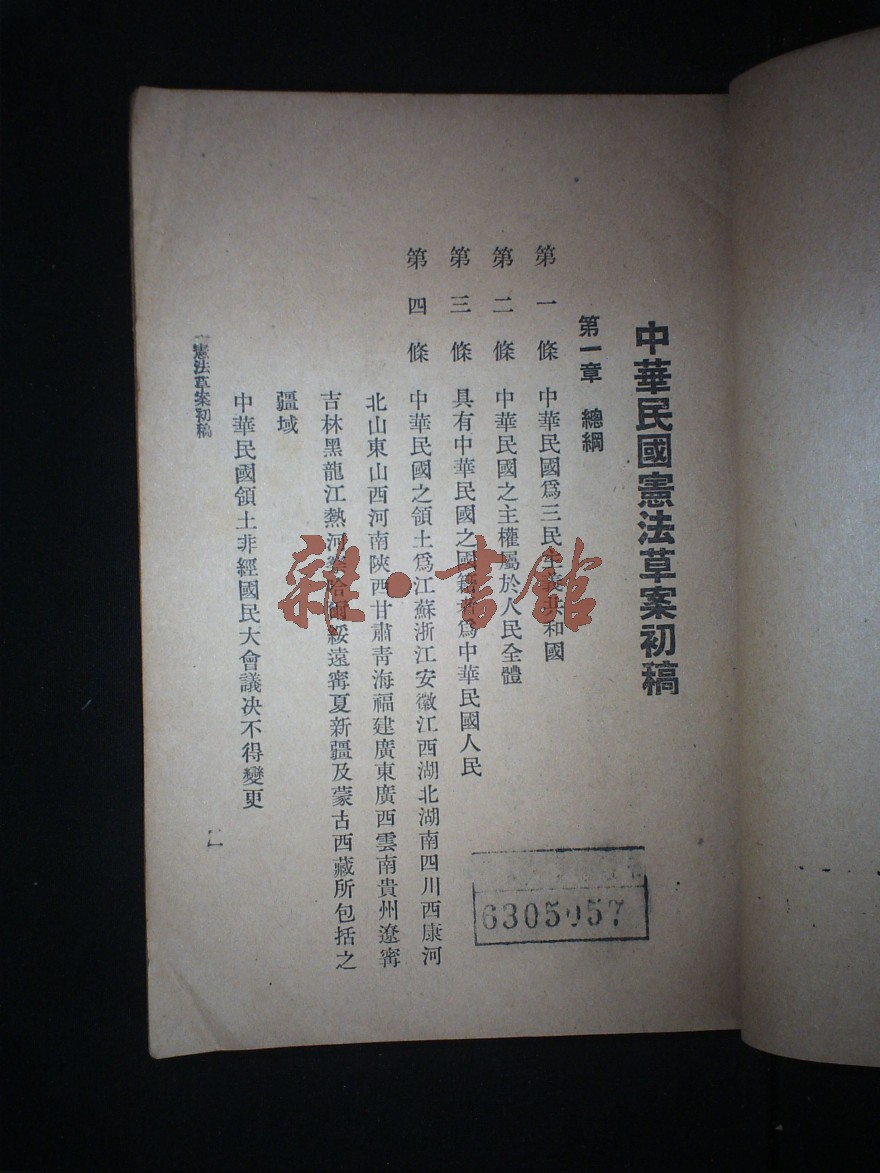 中華民國憲法草案初稿
第一章 總綱
第一條 中華民國爲三民主義共和國
第二條 中華民國之主權屬於人民全體
第三條 具有中華民國之國籍者爲中華民國人民
第四條 中華民國之領土爲江蘇浙江安徽江西湖北湖南四川西康河
北山東山西河南陝西甘肅青海福建廣東廣西雲南貴州遼寧
吉林黑龍江熱河察哈爾綏遠寧夏新疆及蒙古西藏所包括之
疆域
中華民國領土非經國民大會議决不得變更
憲法草案初稿
一
6305057
雜·書館